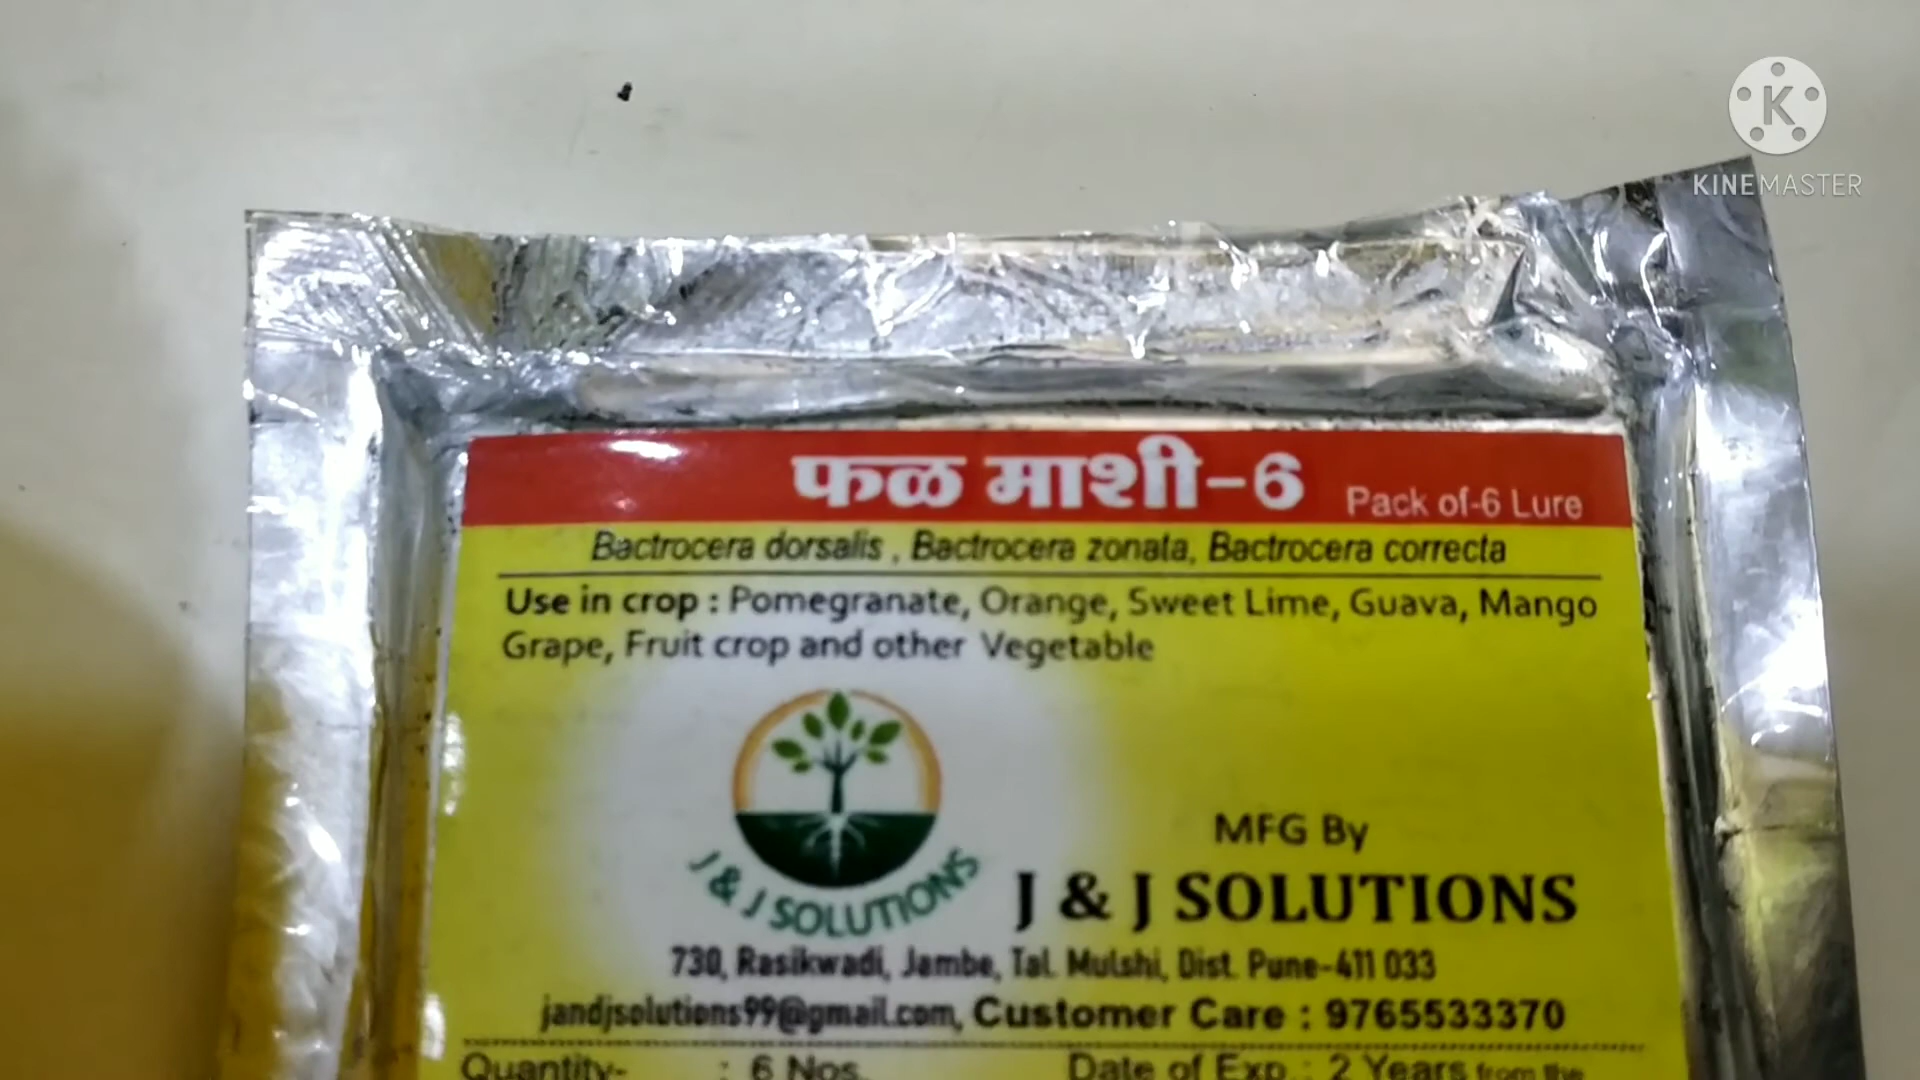 K
KINEMASTER
फळ माशी-6 Pack of-6 Lure
Bactrocera dorsalis , Bactrocera zonata, Bactrocera correcta
Use in crop : Pomegranate, Orange, Sweet Lime, Guava, Mango
Grape, Fruit crop and other Vegetable
J & J SOLUTIONS
MFG By
J & J SOLUTIONS
730, Rasikwadi, Jambe, Tal. Mulshi, Dist. Pune-411 033
jandjsolutions99@gmail.com, Customer Care : 9765533370
Quantity- : 6 Nos. Date of Exp.: 2 Years from the